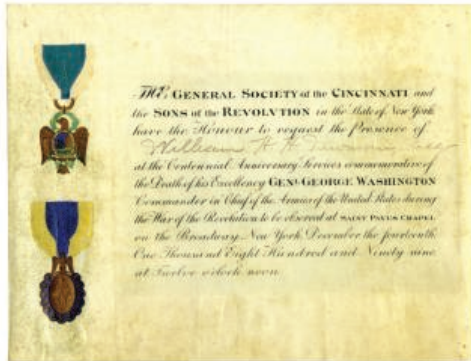 The GENERAL SOCIETY of the CINCINNATI and
the SONS of the REVOLVTION in the State of New York
have the Honour to request the Presence of
William H H
at the Centennial Anniversary Services commemorative of
the Death of his Excellency GENL GEORGE WASHINGTON
Commander in Chief of the Armies of the United States during
the War of the Revolution to be observed at SAINT PAVLS CHAPEL
on the Broadway New York December the fourteenth
One Thousand Eight Hundred and Ninety nine
at Twelve o'clock noon.